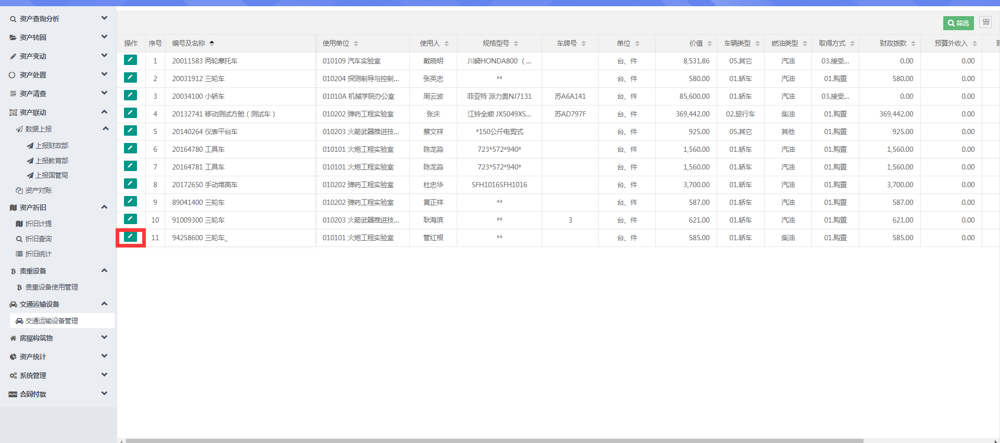 资产查询分析
资产转固
资产变动
资产处置
资产清查
资产联动
数据上报
上报财政部
上报教育部
上报国管局
资产对账
资产折旧
折旧计提
折旧查询
折旧统计
贵重设备
贵重设备使用管理
交通运输设备
交通运输设备管理
房屋构筑物
资产统计
系统管理
合同付款
筛选
操作 序号 编号及名称 使用单位 使用人 规格型号 车牌号 单位 价值 车辆类型 燃油类型 取得方式 财政拨款 预算外收入
1 20011583 两轮摩托车 010109 汽车实验室 戴晓明 川崎HONDA800（... 台、件 8,531.86 05.其它 汽油 03.接受... 0.00 0.00
2 20031912 三轮车 010204 探测制导与控制... 张英忠 ** 台、件 580.00 01.轿车 汽油 01.购置 580.00 0.00
3 20034100 小轿车 01010A 机械学院办公室 周云波 菲亚特 派力奥NJ7131 苏A6A141 台、件 85,600.00 01.轿车 汽油 03.接受... 0.00 0.00
4 20132741 移动测试方舱（测试车） 010202 弹药工程实验室 张庆 江铃全顺 JX5049XS... 苏AD797F 台、件 369,442.00 02.旅行车 柴油 01.购置 369,442.00 0.00
5 20140264 仪表平台车 010203 火箭武器推进技... 蔡文祥 *150公斤电剪式 台、件 925.00 05.其它 其他 01.购置 925.00 0.00
6 20164780 工具车 010101 火炮工程实验室 陈龙淼 723*572*940* 台、件 1,560.00 01.轿车 汽油 01.购置 1,560.00 0.00
7 20164781 工具车 010101 火炮工程实验室 陈龙淼 723*572*940* 台、件 1,560.00 01.轿车 汽油 01.购置 1,560.00 0.00
8 20172650 手动堆高车 010202 弹药工程实验室 杜忠华 SFH1016SFH1016 台、件 3,700.00 01.轿车 汽油 01.购置 3,700.00 0.00
9 89041400 三轮车 010202 弹药工程实验室 黄正祥 ** 台、件 587.00 01.轿车 汽油 01.购置 587.00 0.00
10 91009300 三轮车 010203 火箭武器推进技... 耿海滨 ** 3 台、件 621.00 01.轿车 汽油 01.购置 621.00 0.00
11 94258600 三轮车_ 010101 火炮工程实验室 管红根 ** 台、件 585.00 01.轿车 柴油 01.购置 585.00 0.00